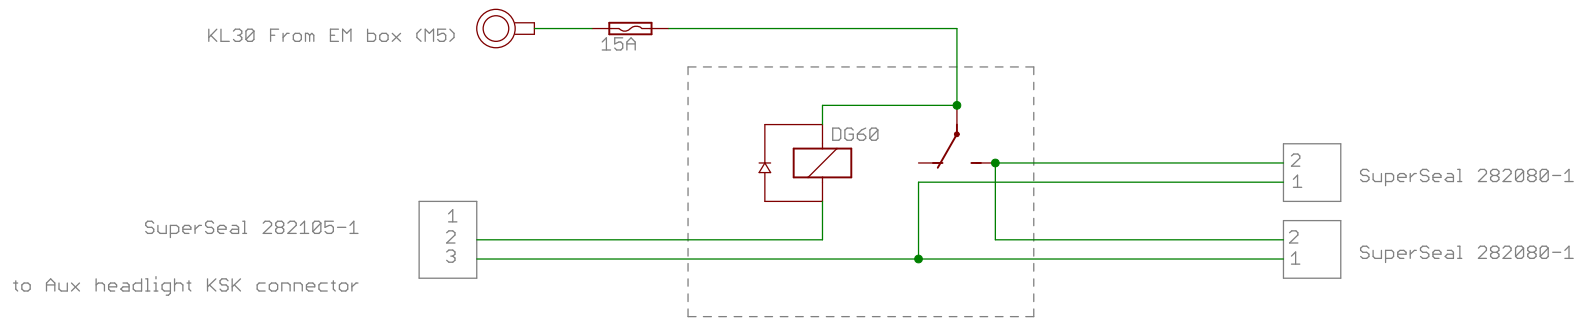 KL30 From EM box (M5)
15A
DG60
2
1
SuperSeal 282080-1
SuperSeal 282105-1
1
2
3
2
1
SuperSeal 282080-1
to Aux headlight KSK connector